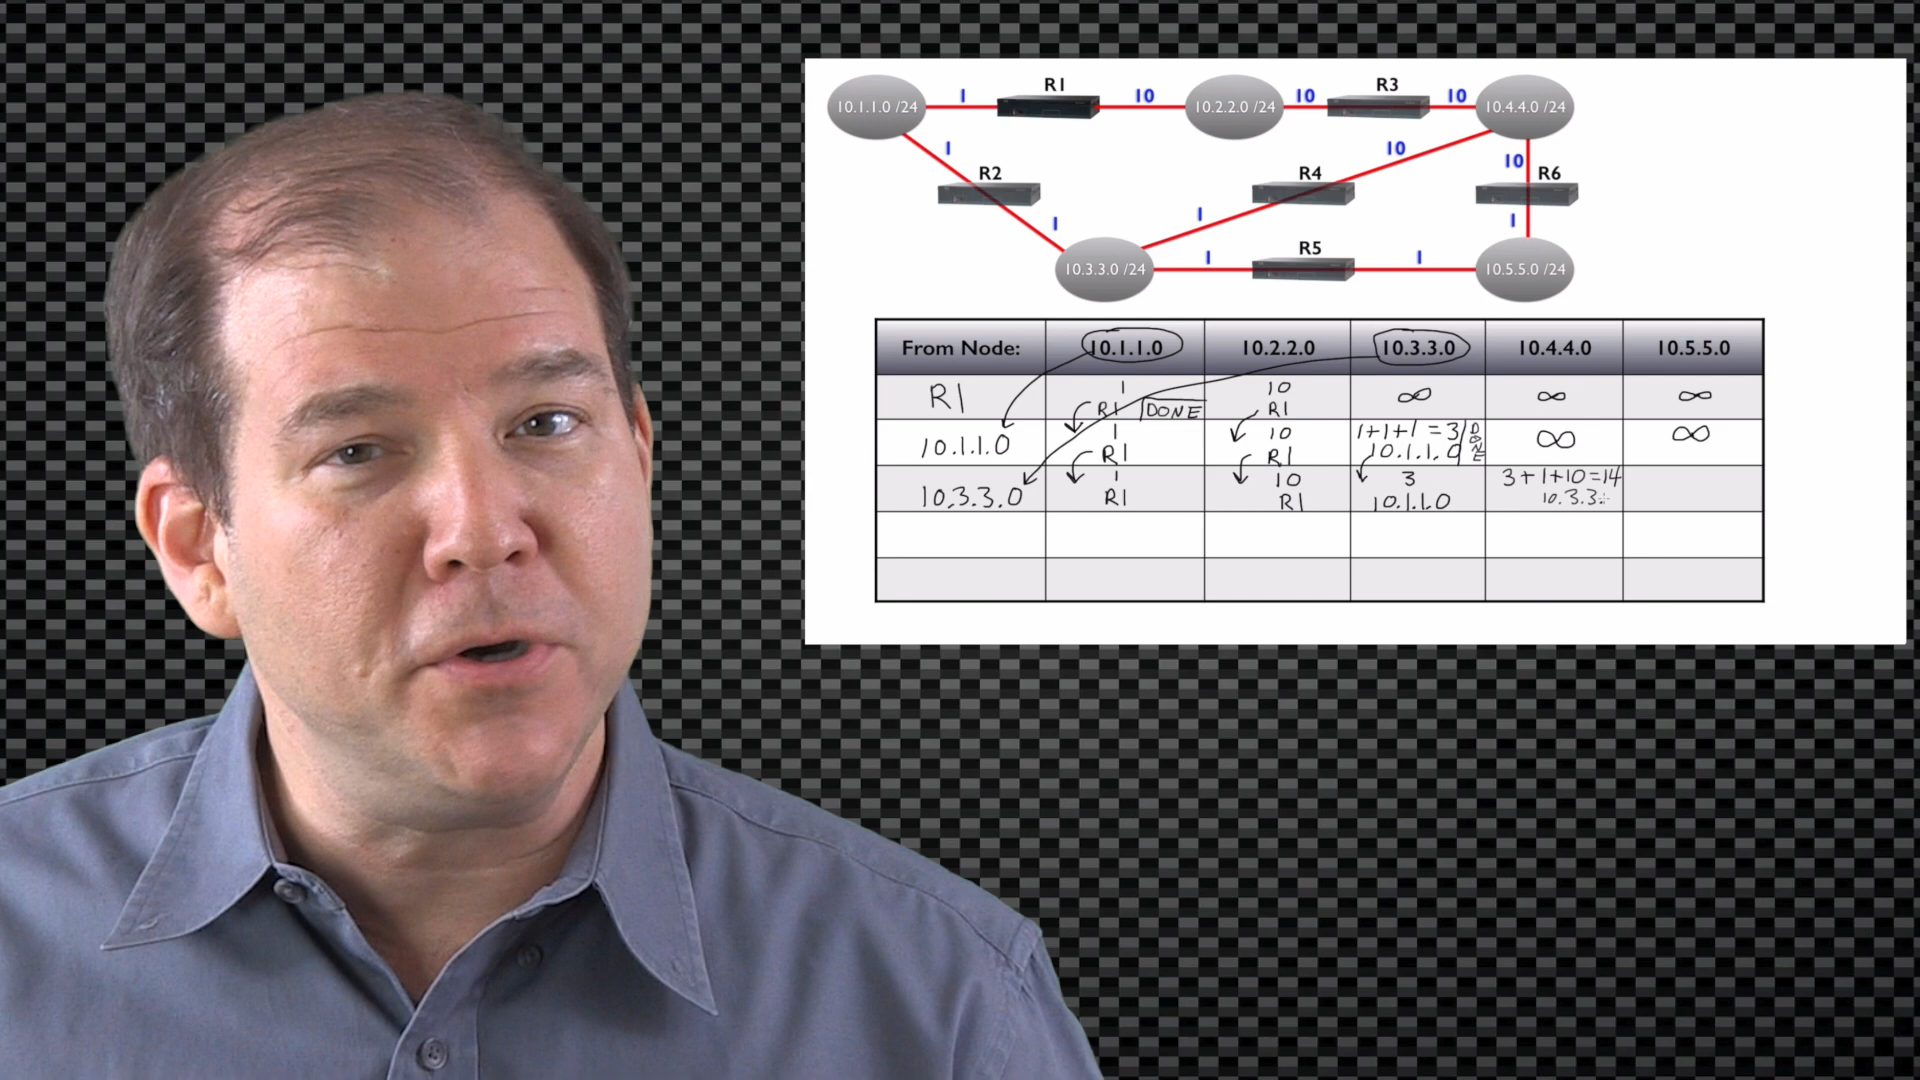 R1
R3
10.1.1.0 /24
1
10
10.2.2.0 /24
10
10
10.4.4.0 /24
1
10
10
R2
R4
R6
1
1
1
R5
10.3.3.0 /24
1
1
10.5.5.0 /24
From Node: 10.1.1.0 10.2.2.0 10.3.3.0 10.4.4.0 10.5.5.0
R1 1 10 ∞ ∞ ∞
R1 DONE R1
10.1.1.0 1 10 1+1+1 = 3 DONE ∞ ∞
R1 R1 10.1.1.0
10.3.3.0 1 10 3 3+1+10=14
R1 R1 10.1.1.0 10.3.3.